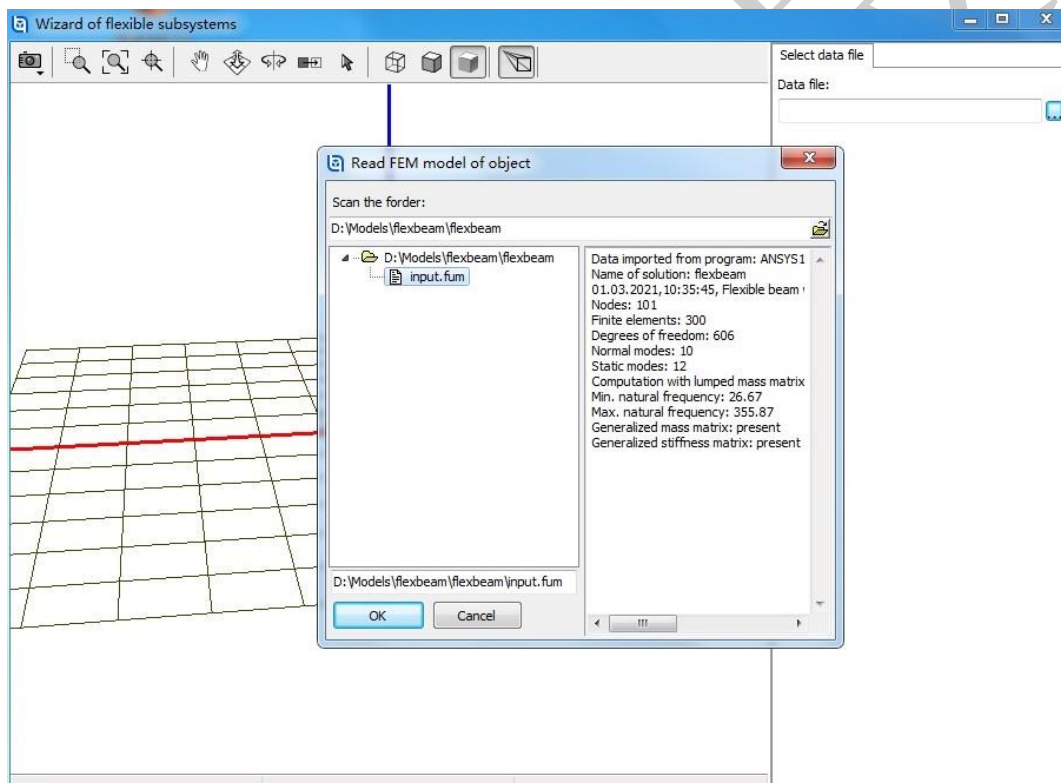 Wizard of flexible subsystems
Select data file
Data file:
Read FEM model of object
Scan the forder:
D:\Models\flexbeam\flexbeam
D:\Models\flexbeam\flexbeam
input.fum
Data imported from program: ANSYS1
Name of solution: flexbeam
01.03.2021,10:35:45, Flexible beam
Nodes: 101
Finite elements: 300
Degrees of freedom: 606
Normal modes: 10
Static modes: 12
Computation with lumped mass matrix
Min. natural frequency: 26.67
Max. natural frequency: 355.87
Generalized mass matrix: present
Generalized stiffness matrix: present
D:\Models\flexbeam\flexbeam\input.fum
OK
Cancel